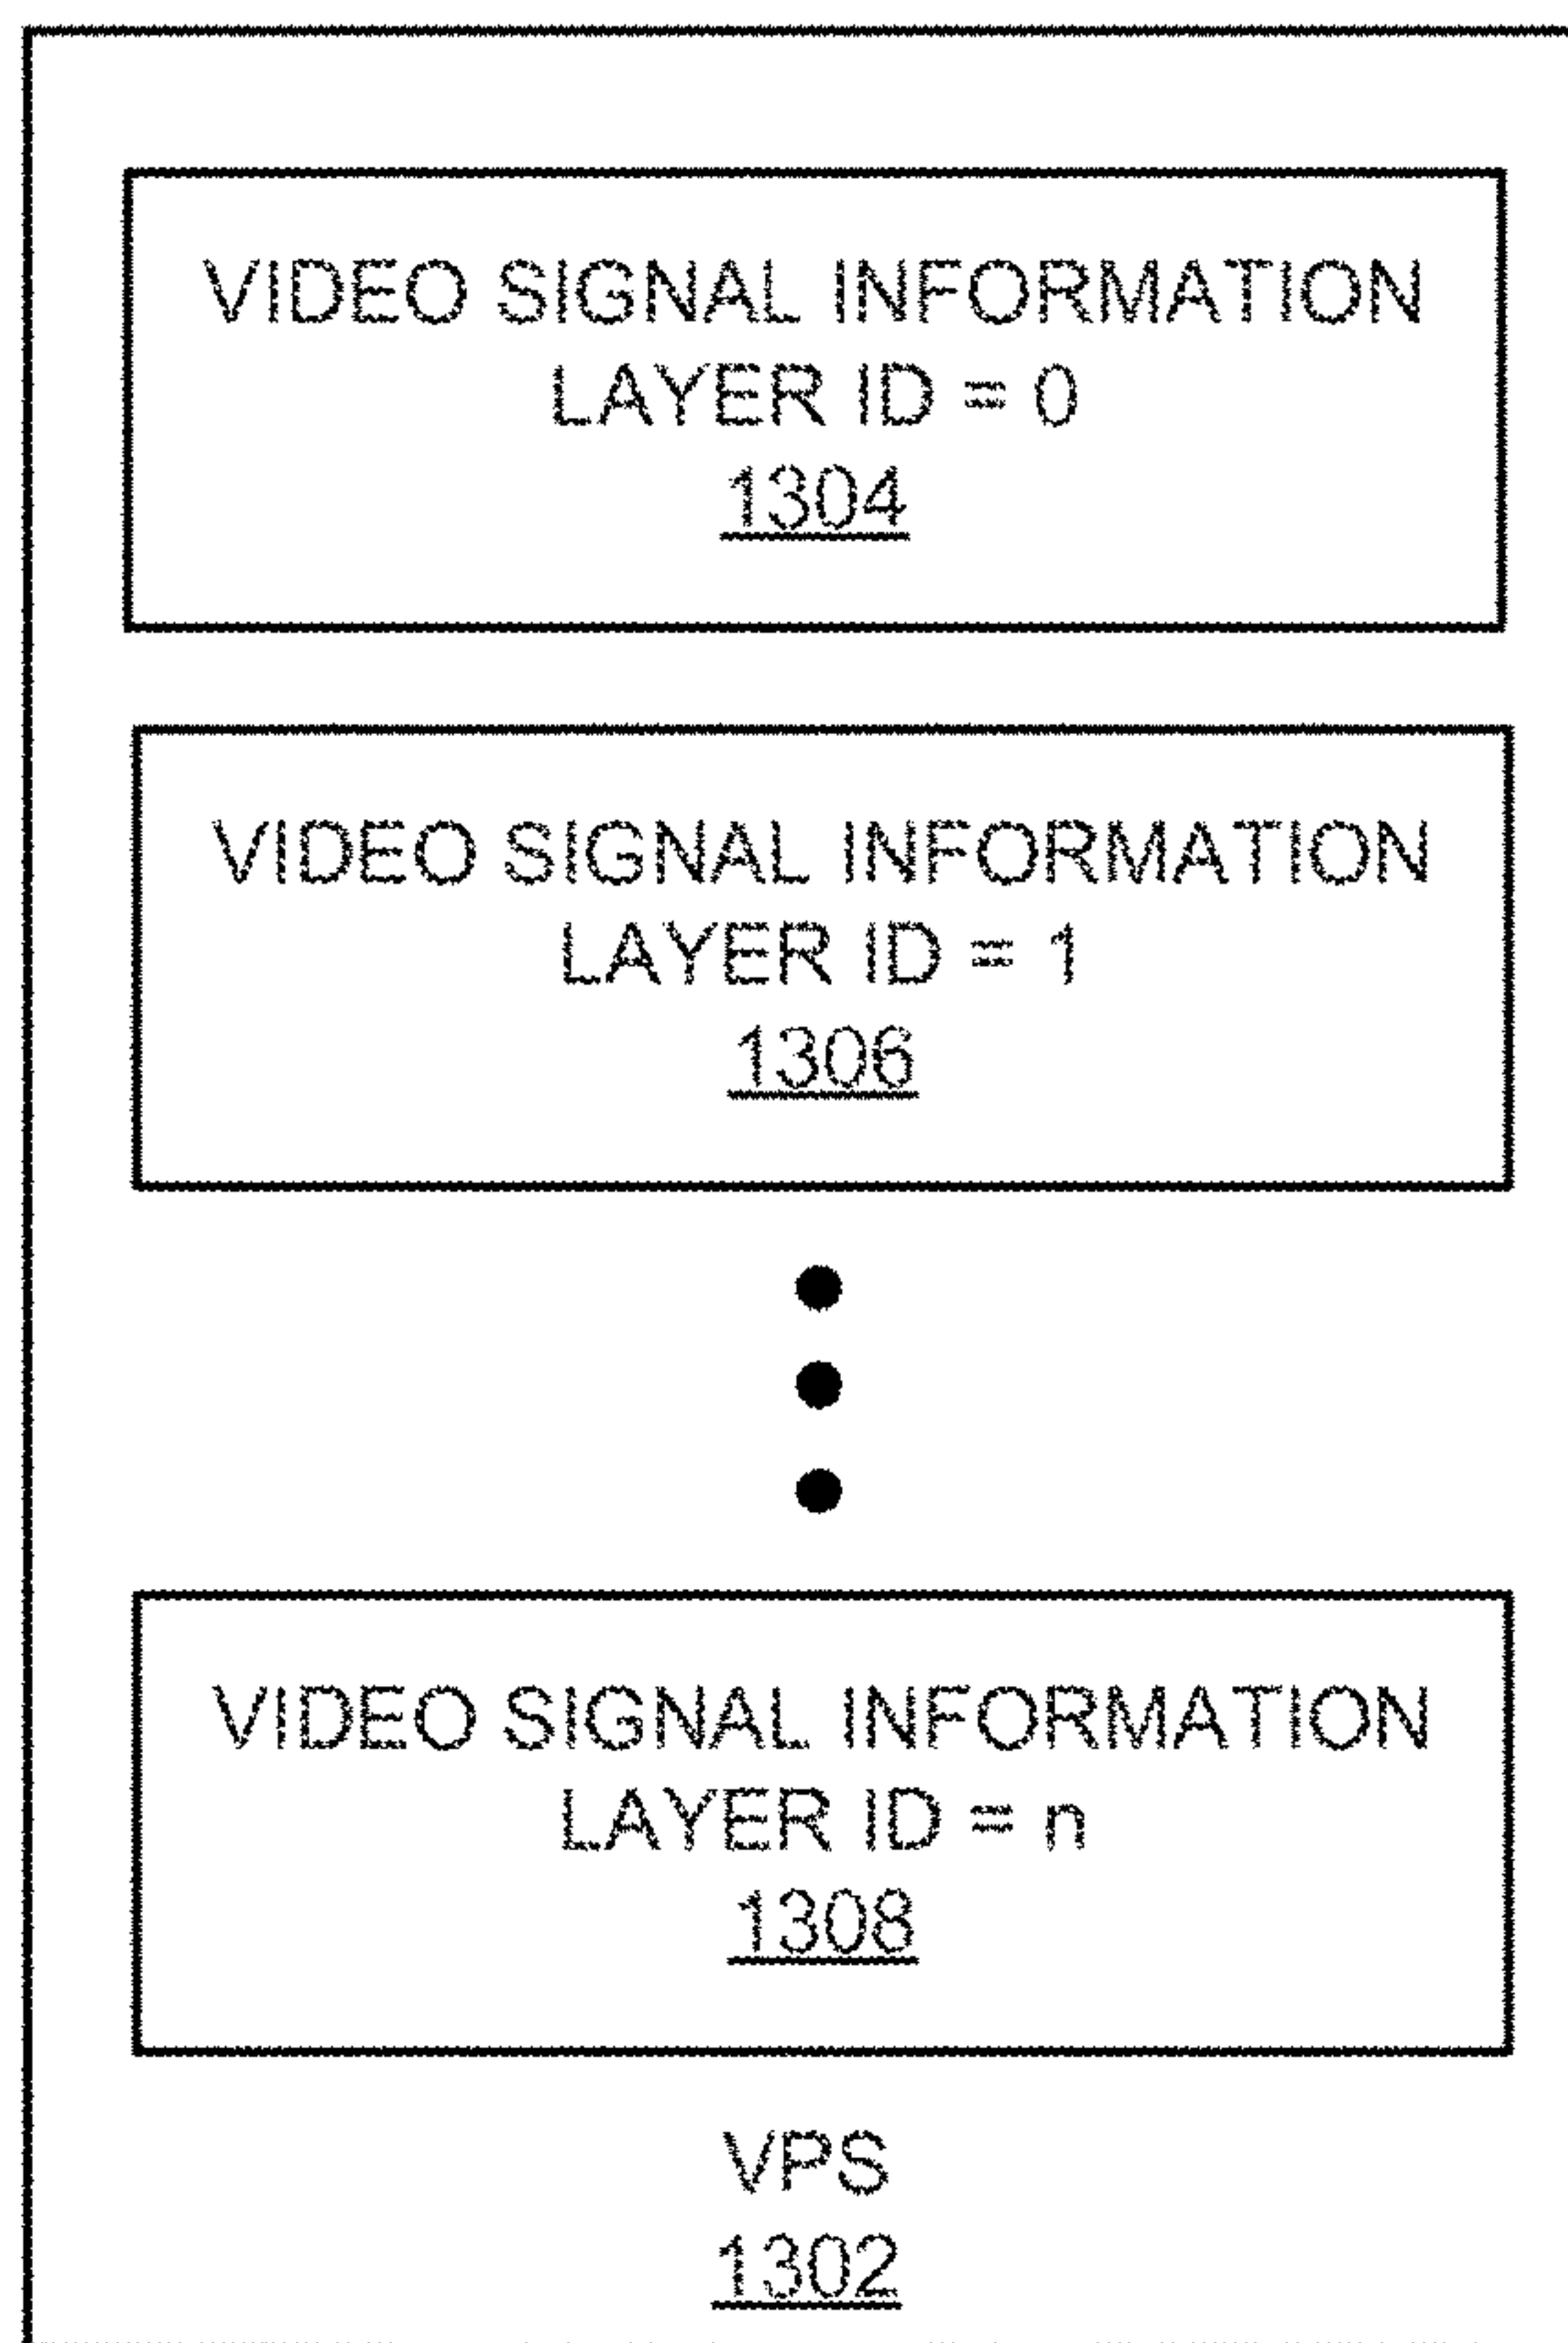 VIDEO SIGNAL INFORMATION
LAYER ID = 0
1304
VIDEO SIGNAL INFORMATION
LAYER ID = 1
1306
VIDEO SIGNAL INFORMATION
LAYER ID = n
1308
VPS
1302